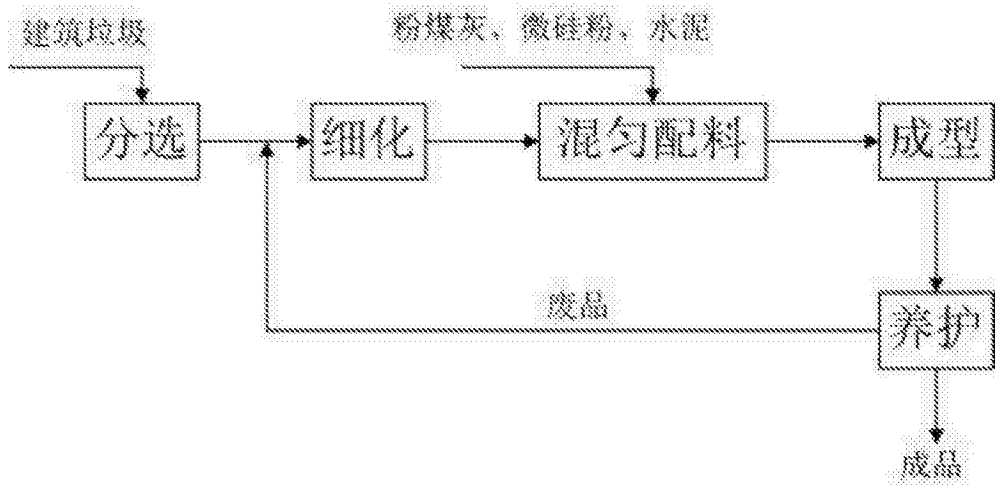 建筑垃圾
粉煤灰、微硅粉、水泥
分选
细化
混匀配料
成型
废品
养护
成品